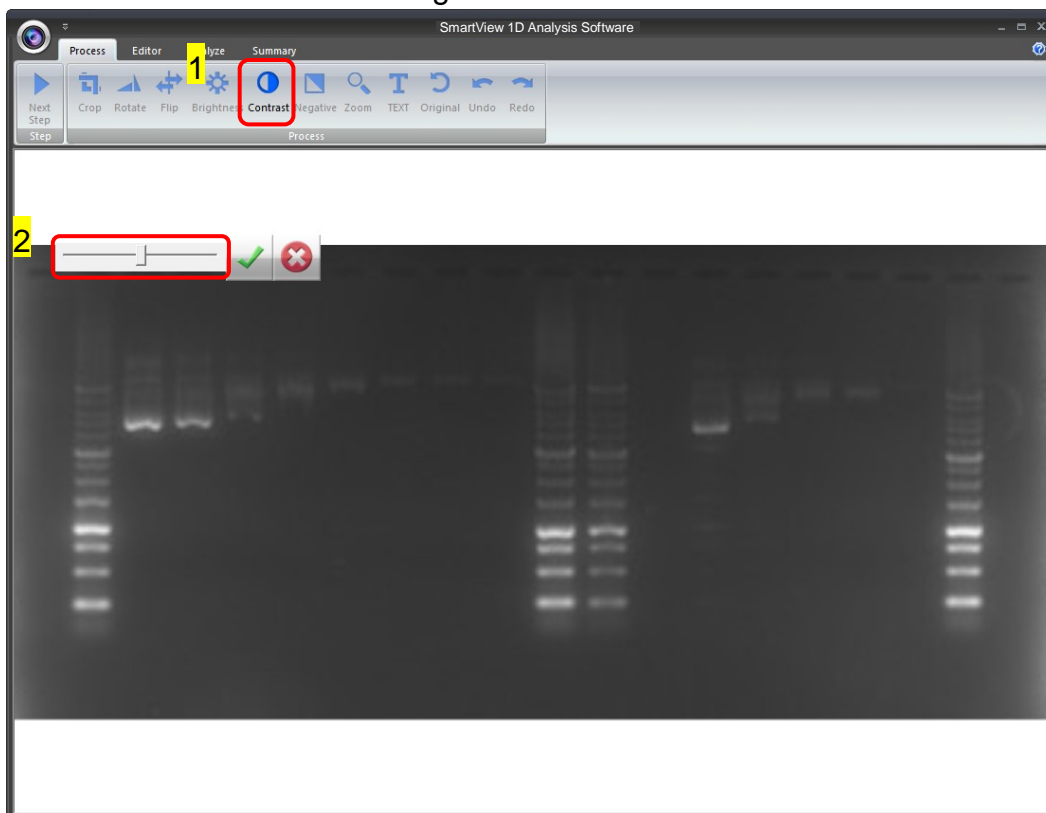 SmartView 1D Analysis Software
Process Editor lyze Summary
1
Next Step
Crop Rotate Flip Brightness Contrast Negative Zoom TEXT Original Undo Redo
Step Process
2